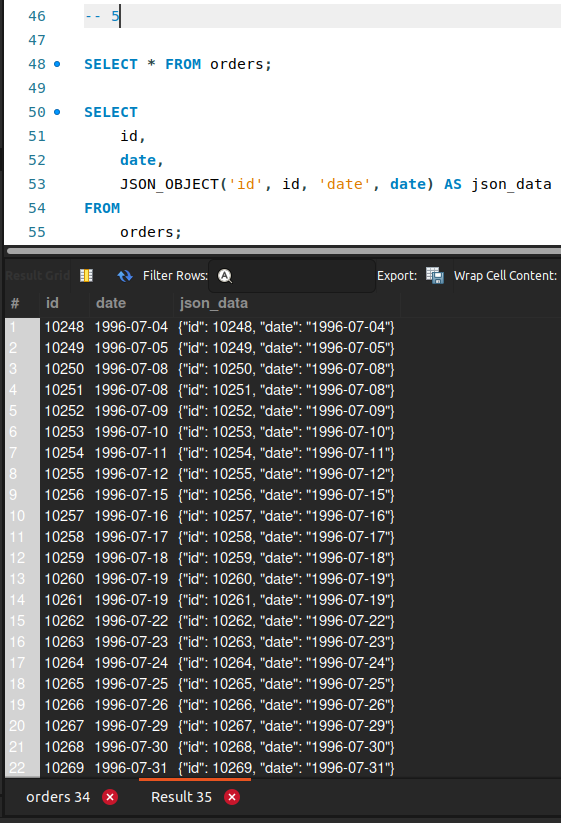 46 -- 5
47
48 SELECT * FROM orders;
49
50 SELECT
51 id,
52 date,
53 JSON_OBJECT('id', id, 'date', date) AS json_data
54 FROM
55 orders;
Result Grid Filter Rows: Export: Wrap Cell Content:
# id date json_data
1 10248 1996-07-04 {"id": 10248, "date": "1996-07-04"}
2 10249 1996-07-05 {"id": 10249, "date": "1996-07-05"}
3 10250 1996-07-08 {"id": 10250, "date": "1996-07-08"}
4 10251 1996-07-08 {"id": 10251, "date": "1996-07-08"}
5 10252 1996-07-09 {"id": 10252, "date": "1996-07-09"}
6 10253 1996-07-10 {"id": 10253, "date": "1996-07-10"}
7 10254 1996-07-11 {"id": 10254, "date": "1996-07-11"}
8 10255 1996-07-12 {"id": 10255, "date": "1996-07-12"}
9 10256 1996-07-15 {"id": 10256, "date": "1996-07-15"}
10 10257 1996-07-16 {"id": 10257, "date": "1996-07-16"}
11 10258 1996-07-17 {"id": 10258, "date": "1996-07-17"}
12 10259 1996-07-18 {"id": 10259, "date": "1996-07-18"}
13 10260 1996-07-19 {"id": 10260, "date": "1996-07-19"}
14 10261 1996-07-19 {"id": 10261, "date": "1996-07-19"}
15 10262 1996-07-22 {"id": 10262, "date": "1996-07-22"}
16 10263 1996-07-23 {"id": 10263, "date": "1996-07-23"}
17 10264 1996-07-24 {"id": 10264, "date": "1996-07-24"}
18 10265 1996-07-25 {"id": 10265, "date": "1996-07-25"}
19 10266 1996-07-26 {"id": 10266, "date": "1996-07-26"}
20 10267 1996-07-29 {"id": 10267, "date": "1996-07-29"}
21 10268 1996-07-30 {"id": 10268, "date": "1996-07-30"}
22 10269 1996-07-31 {"id": 10269, "date": "1996-07-31"}
orders 34 Result 35